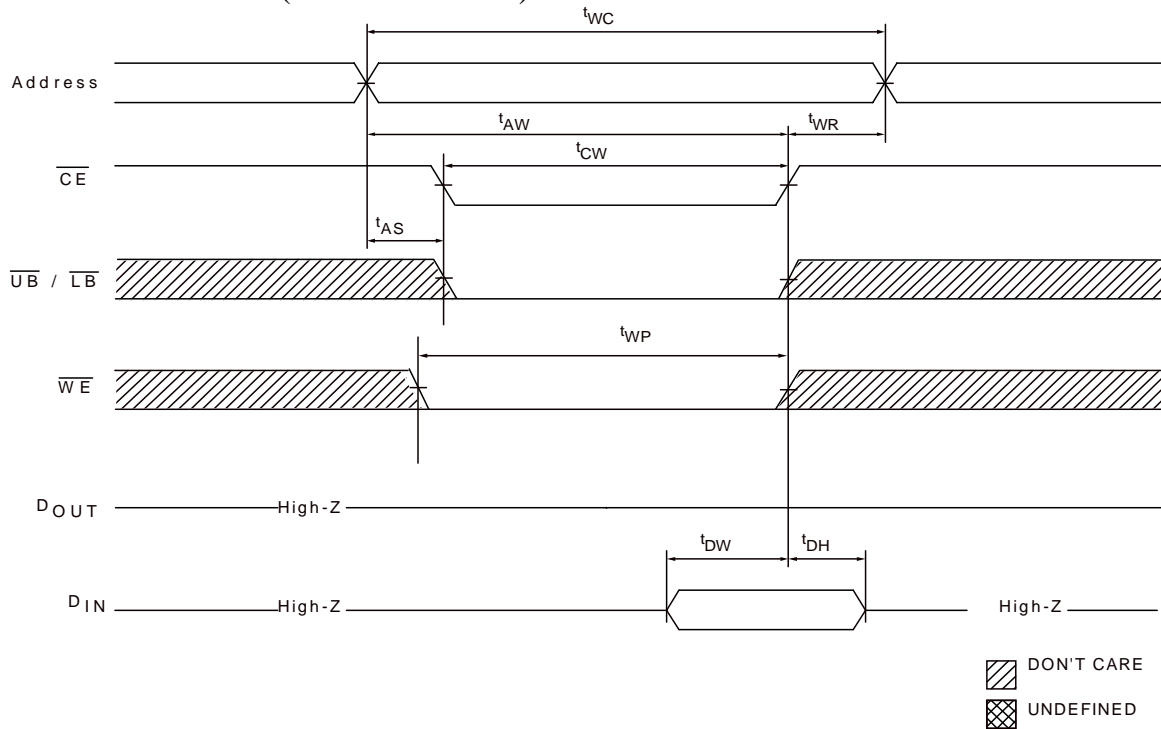 tWC
Address
tAW
tWR
tCW
CE
tAS
UB / LB
tWP
WE
DOUT
High-Z
tDW
tDH
DIN
High-Z
High-Z
DON'T CARE
UNDEFINED